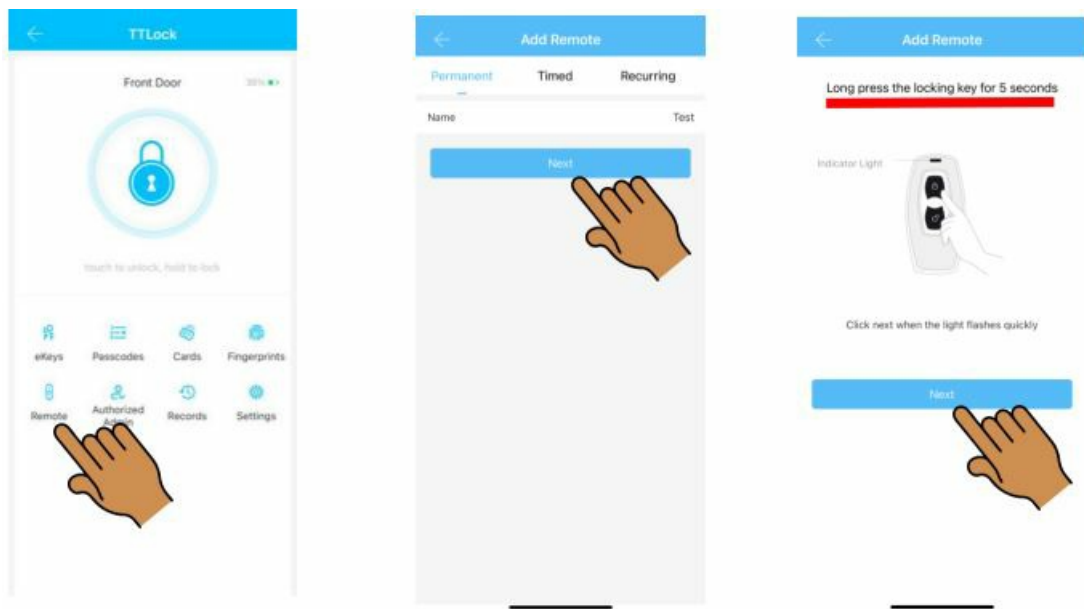 TTLock
Front Door
touch to unlock, hold to lock
eKeys
Passcodes
Cards
Fingerprints
Remote
Authorized
Admin
Records
Settings
Add Remote
Permanent
Timed
Recurring
Name
Test
Next
Add Remote
Long press the locking key for 5 seconds
Indicator Light
Click next when the light flashes quickly
Next